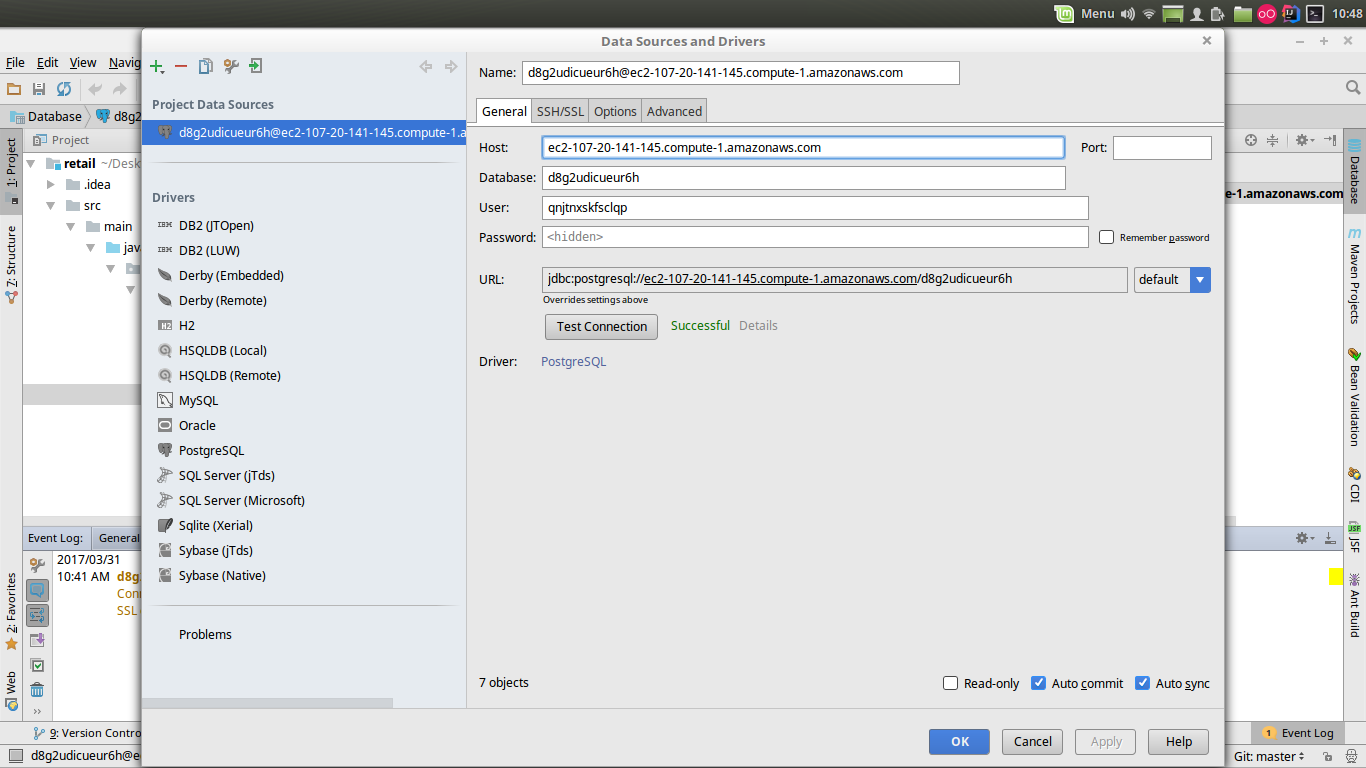 Menu 10:48
Data Sources and Drivers
File Edit View Navig
Database d8g2
Project
retail ~/Desk
.idea
src
main
java
1: Project
7: Structure
2: Favorites
Web
Project Data Sources
d8g2udicueur6h@ec2-107-20-141-145.compute-1.a
Drivers
DB2 (JTOpen)
DB2 (LUW)
Derby (Embedded)
Derby (Remote)
H2
HSQLDB (Local)
HSQLDB (Remote)
MySQL
Oracle
PostgreSQL
SQL Server (jTds)
SQL Server (Microsoft)
Sqlite (Xerial)
Sybase (jTds)
Sybase (Native)
Problems
Name: d8g2udicueur6h@ec2-107-20-141-145.compute-1.amazonaws.com
General SSH/SSL Options Advanced
Host: ec2-107-20-141-145.compute-1.amazonaws.com Port:
Database: d8g2udicueur6h
User: qnjtnxskfsclqp
Password: <hidden> Remember password
URL: jdbc:postgresql://ec2-107-20-141-145.compute-1.amazonaws.com/d8g2udicueur6h default
Overrides settings above
Test Connection Successful Details
Driver: PostgreSQL
7 objects Read-only Auto commit Auto sync
OK Cancel Apply Help
e-1.amazonaws.com
Database
Maven Projects
Bean Validation
CDI
JSF
Ant Build
Event Log: General
2017/03/31
10:41 AM d8g2
Conn
SSL
9: Version Contro
Event Log
d8g2udicueur6h@e
Git: master